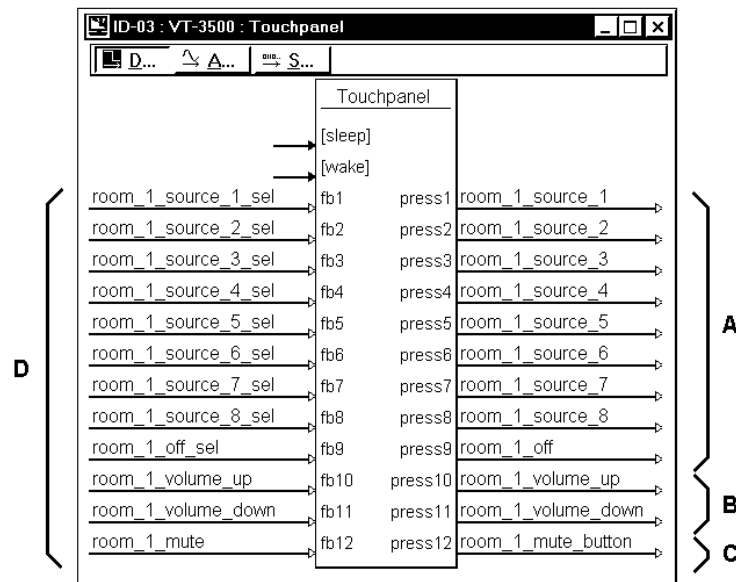 ID-03 : VT-3500 : Touchpanel
D... A... S...
Touchpanel
[sleep]
[wake]
room_1_source_1_sel fb1 press1 room_1_source_1
room_1_source_2_sel fb2 press2 room_1_source_2
room_1_source_3_sel fb3 press3 room_1_source_3
room_1_source_4_sel fb4 press4 room_1_source_4
room_1_source_5_sel fb5 press5 room_1_source_5
room_1_source_6_sel fb6 press6 room_1_source_6
room_1_source_7_sel fb7 press7 room_1_source_7
room_1_source_8_sel fb8 press8 room_1_source_8
room_1_off_sel fb9 press9 room_1_off
room_1_volume_up fb10 press10 room_1_volume_up
room_1_volume_down fb11 press11 room_1_volume_down
room_1_mute fb12 press12 room_1_mute_button
D
A
B
C